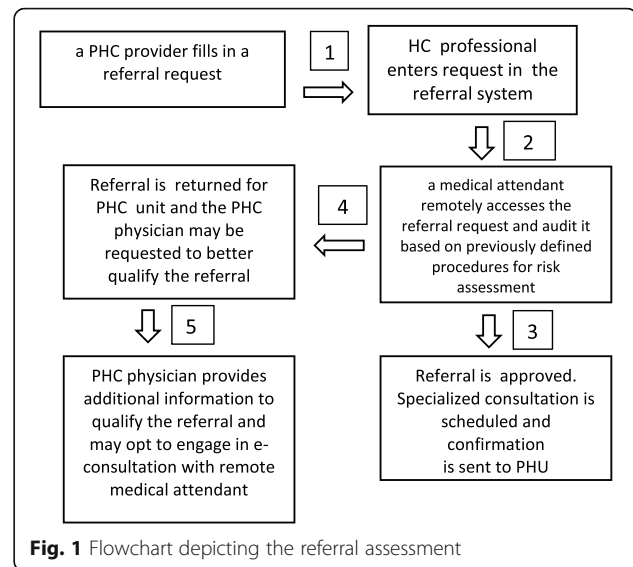 a PHC provider fills in a
referral request
1
HC professional
enters request in the
referral system
2
a medical attendant
remotely accesses the
referral request and audit it
based on previously defined
procedures for risk
assessment
4
Referral is returned for
PHC unit and the PHC
physician may be
requested to better
qualify the referral
3
Referral is approved.
Specialized consultation is
scheduled and
confirmation
is sent to PHU
5
PHC physician provides
additional information to
qualify the referral and
may opt to engage in e-
consultation with remote
medical attendant
Fig. 1 Flowchart depicting the referral assessment